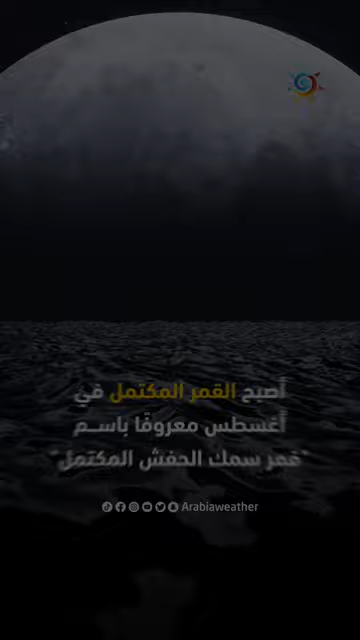 أصبح القمر المكتمل في
أغسطس معروفًا باسم
"قمر سمك الحفش المكتمل"
Arabiaweather